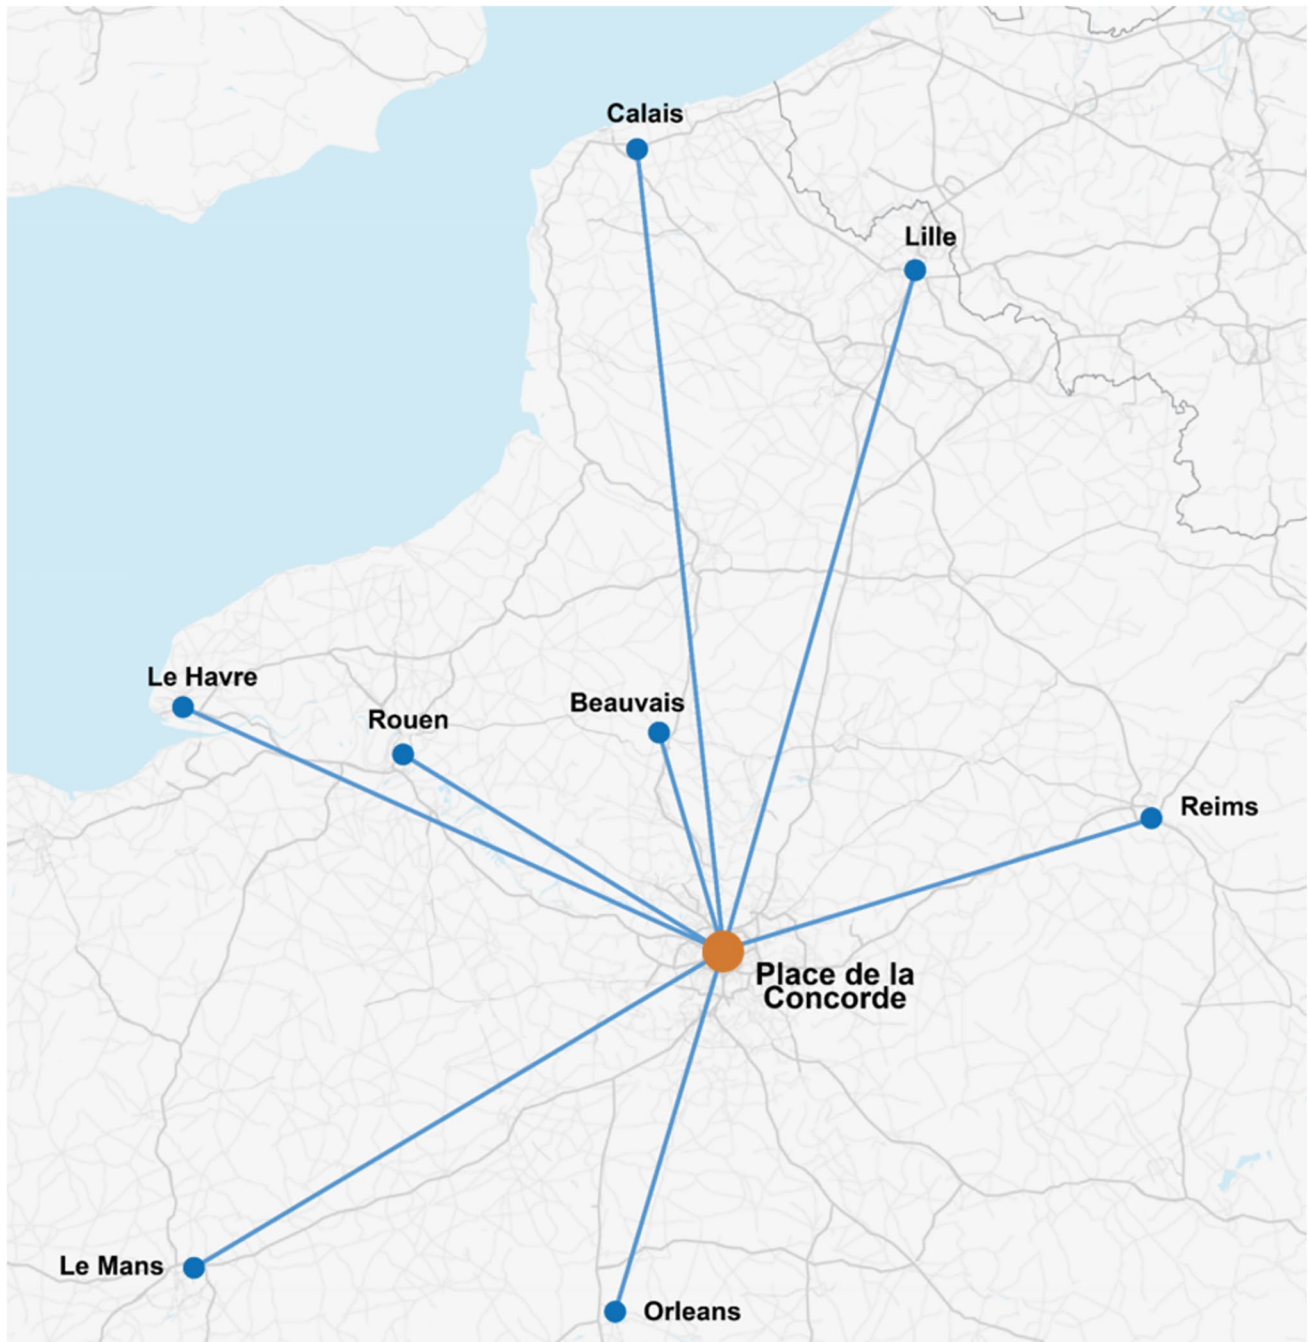 Calais
Lille
Le Havre
Beauvais
Rouen
Reims
Place de la
Concorde
Le Mans
Orleans